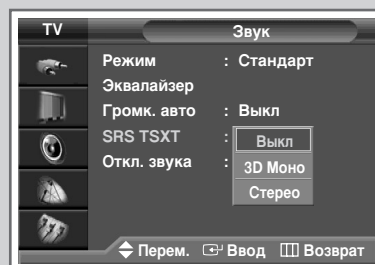 TV Звук
Режим : Стандарт
Эквалайзер
Громк. авто : Выкл
SRS TSXT : Выкл
Откл. звука : 3D Моно
Стерео
Перем. Ввод Возврат